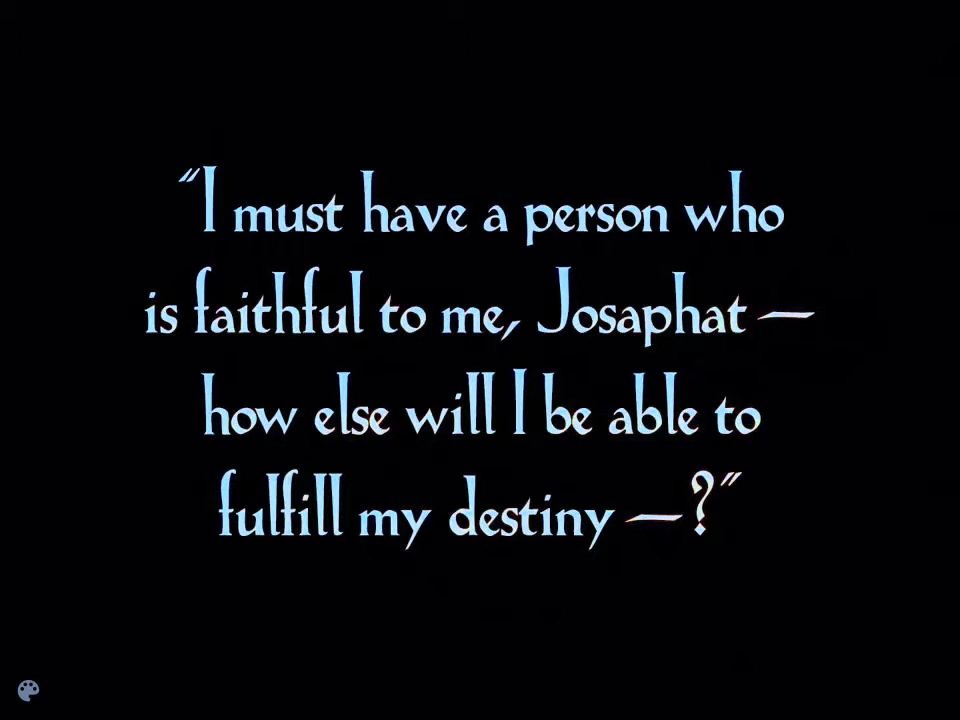 “I must have a person who
is faithful to me, Josaphat —
how else will I be able to
fulfill my destiny —?”